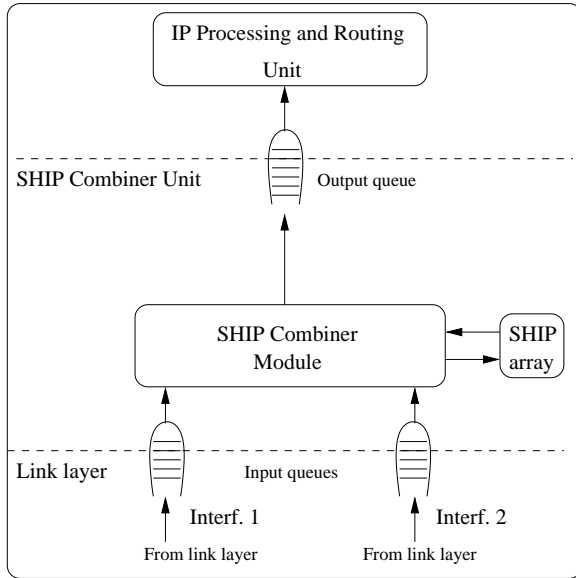 IP Processing and Routing
Unit
SHIP Combiner Unit
Output queue
SHIP Combiner
Module
SHIP
array
Link layer
Input queues
Interf. 1
Interf. 2
From link layer
From link layer